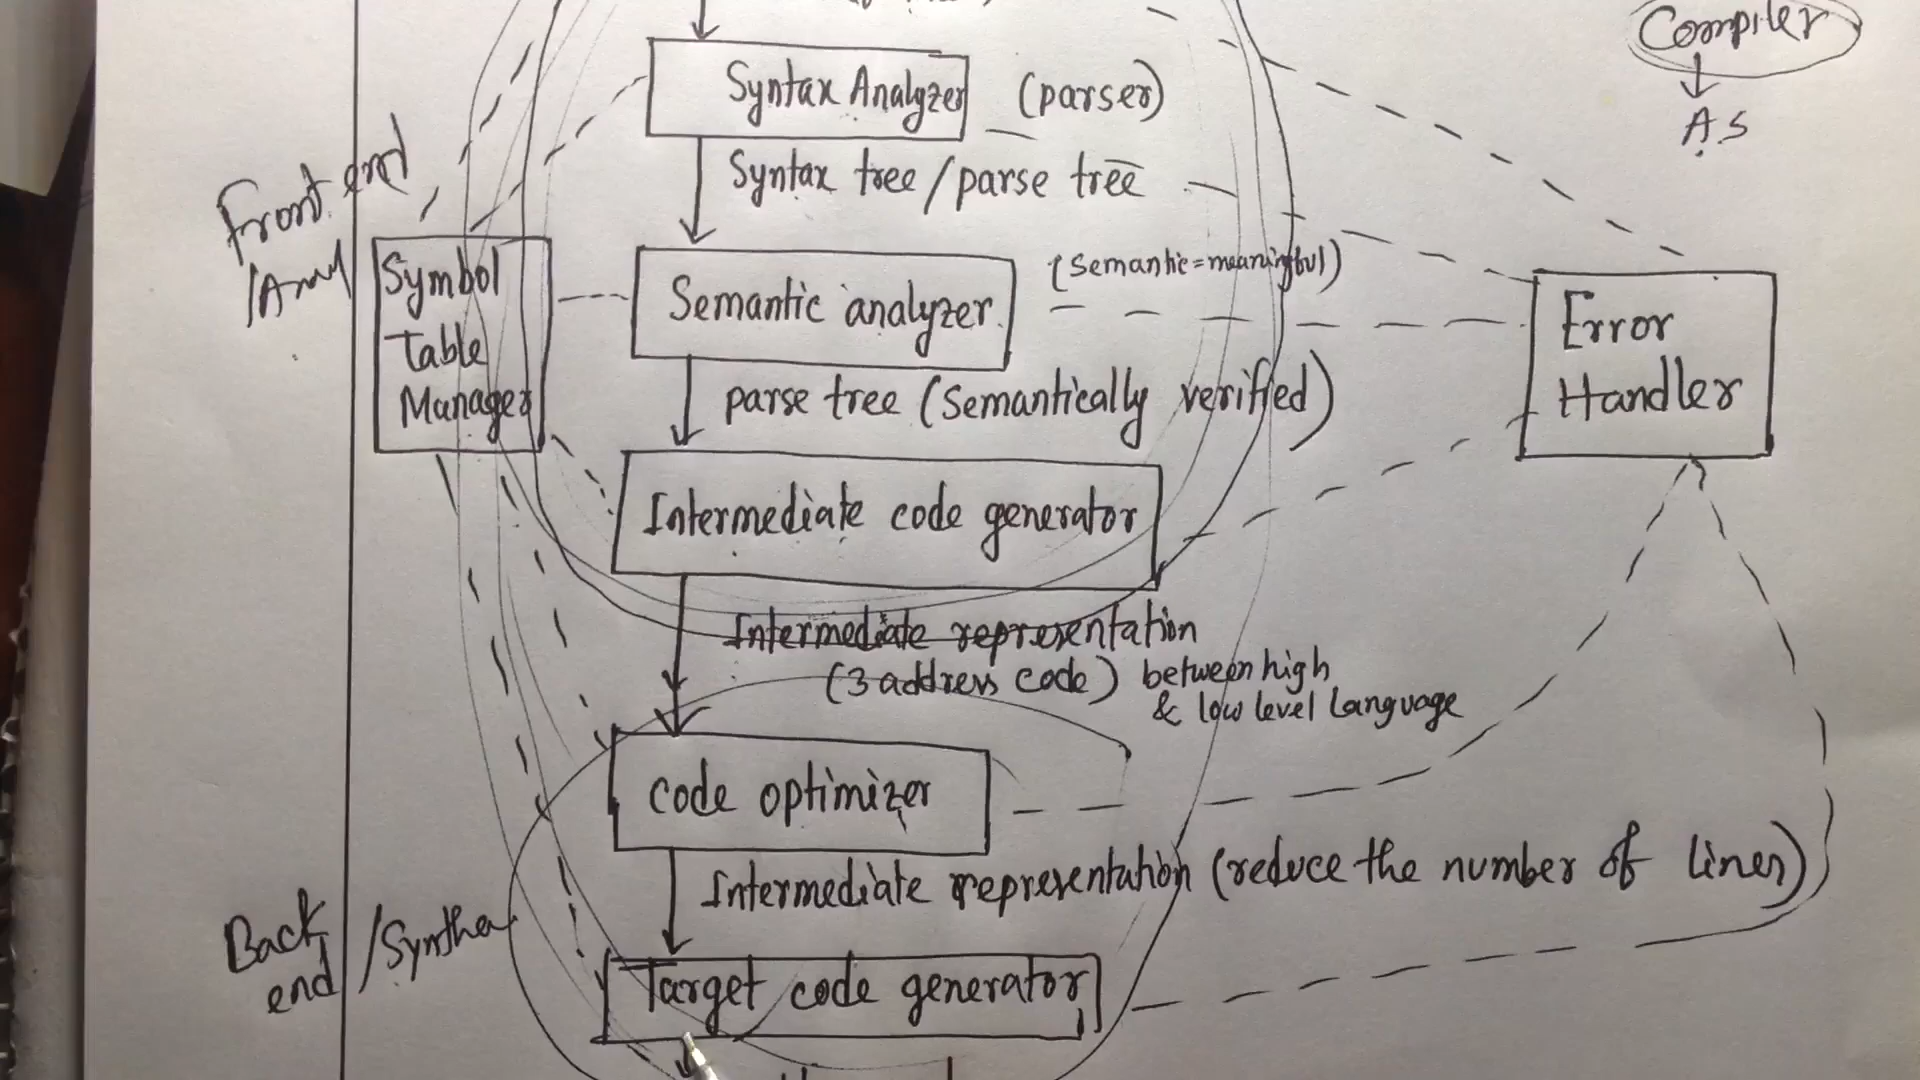 Compiler
A.S
Syntax Analyzer (parser)
Syntax tree / parse tree
Front end
Symbol
Table
Manager
(Semantic = meaningful)
Semantic analyzer
Error
Handler
parse tree (Semantically verified)
Intermediate code generator
Intermediate representation
(3 address code) between high
& low level language
code optimizer
Intermediate representation (reduce the number of lines)
Back
end
Target code generator